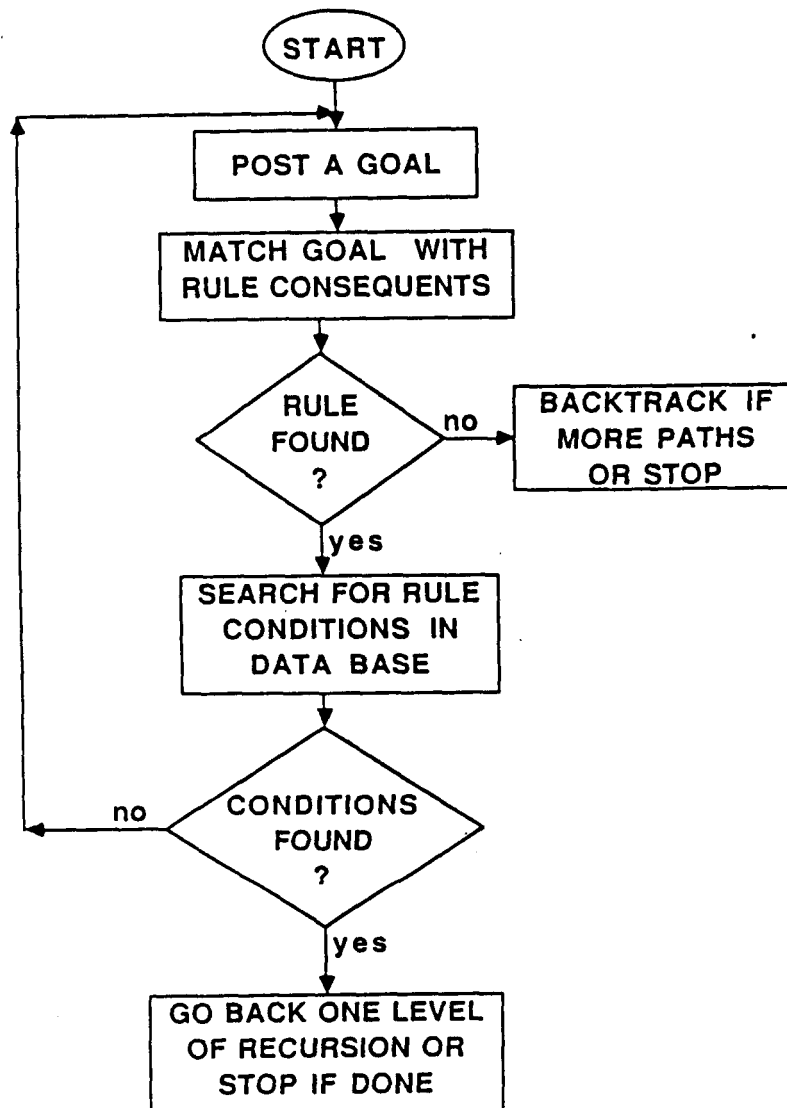 START
POST A GOAL
MATCH GOAL WITH
RULE CONSEQUENTS
RULE
FOUND
?
no
BACKTRACK IF
MORE PATHS
OR STOP
yes
SEARCH FOR RULE
CONDITIONS IN
DATA BASE
CONDITIONS
FOUND
?
no
yes
GO BACK ONE LEVEL
OF RECURSION OR
STOP IF DONE